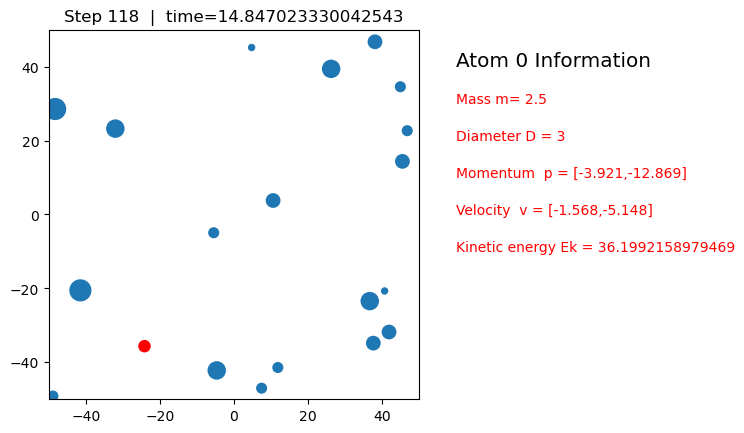 Step 118 | time=14.847023330042543
Atom 0 Information
Mass m= 2.5
Diameter D = 3
Momentum p = [-3.921,-12.869]
Velocity v = [-1.568,-5.148]
Kinetic energy Ek = 36.1992158979469
40
20
0
−20
−40
−40 −20 0 20 40